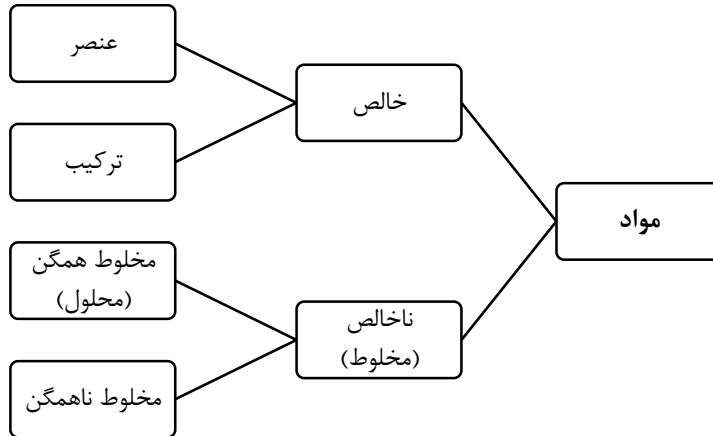 مواد
خالص
عنصر
ترکیب
ناخالص
(مخلوط)
مخلوط همگن
(محلول)
مخلوط ناهمگن